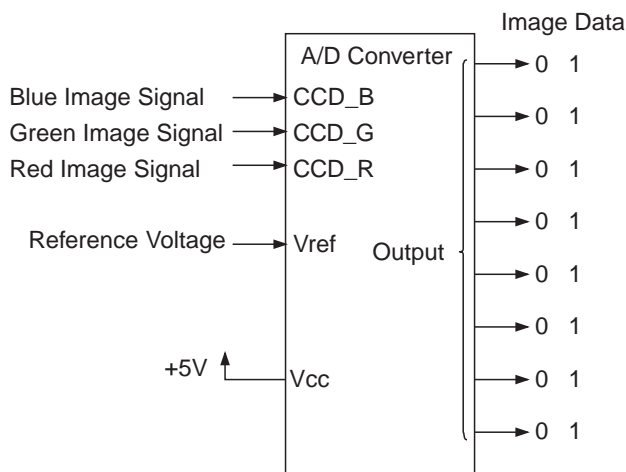 Image Data
A/D Converter
0 1
Blue Image Signal CCD_B
0 1
Green Image Signal CCD_G
Red Image Signal CCD_R
0 1
0 1
Reference Voltage Vref Output
0 1
0 1
+5V Vcc
0 1
0 1